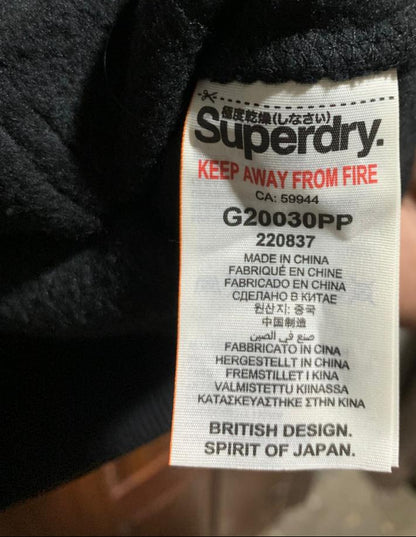 極度乾燥(しなさい)
Superdry.
KEEP AWAY FROM FIRE
CA: 59944
G20030PP
220837
MADE IN CHINA
FABRIQUÉ EN CHINE
FABRICADO EN CHINA
СДЕЛАНО В КИТАЕ
원산지: 중국
中国制造
صنع في الصين
FABBRICATO IN CINA
HERGESTELLT IN CHINA
FREMSTILLET I KINA
VALMISTETTU KIINASSA
ΚΑΤΑΣΚΕΥΑΣΤΗΚΕ ΣΤΗΝ ΚΙΝΑ
BRITISH DESIGN.
SPIRIT OF JAPAN.